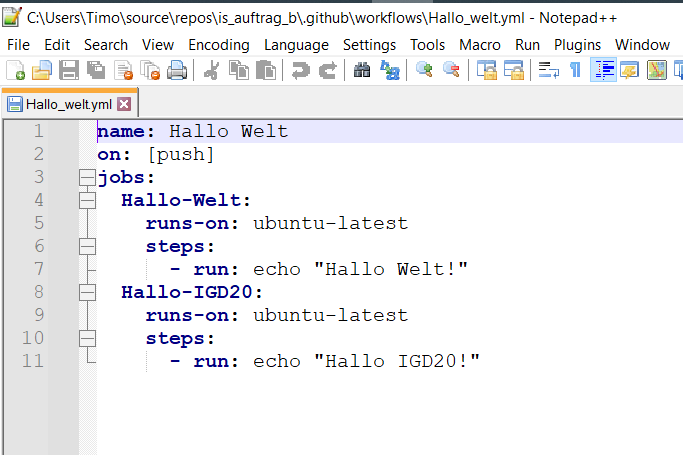 C:\Users\Timo\source\repos\is_auftrag_b\.github\workflows\Hallo_welt.yml - Notepad++
File Edit Search View Encoding Language Settings Tools Macro Run Plugins Window
Hallo_welt.yml
1 name: Hallo Welt
2 on: [push]
3 jobs:
4 Hallo-Welt:
5 runs-on: ubuntu-latest
6 steps:
7 - run: echo "Hallo Welt!"
8 Hallo-IGD20:
9 runs-on: ubuntu-latest
10 steps:
11 - run: echo "Hallo IGD20!"